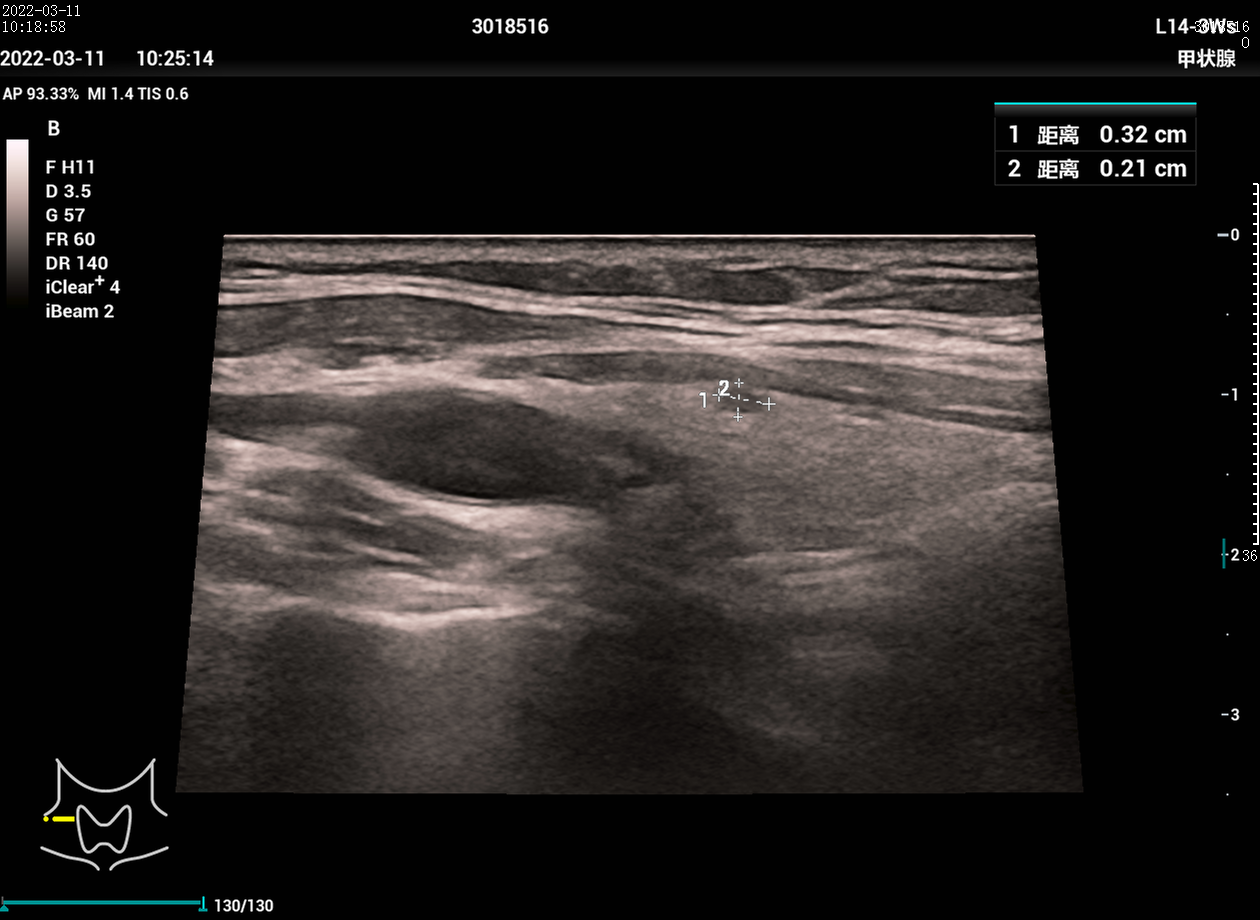 2022-03-11
10:18:58
3018516
L14-3Ws
0
2022-03-11 10:25:14
甲状腺
AP 93.33% MI 1.4 TIS 0.6
B
F H11
D 3.5
G 57
FR 60
DR 140
iClear+ 4
iBeam 2
1 距离 0.32 cm
2 距离 0.21 cm
0
1
2
36
3
1
2
130/130